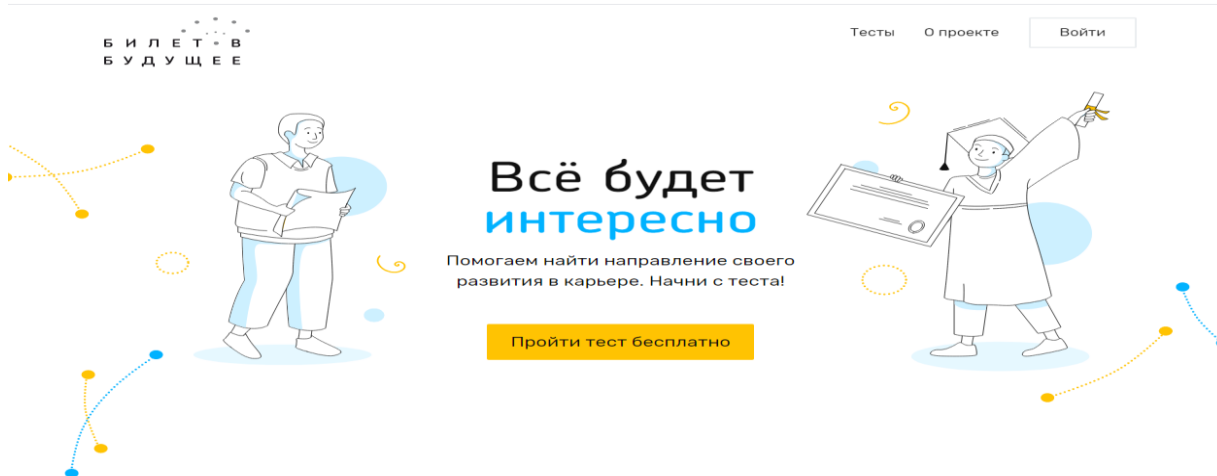 БИЛЕТ В
БУДУЩЕЕ
Тесты
О проекте
Войти
Всё будет
интересно
Помогаем найти направление своего
развития в карьере. Начни с теста!
Пройти тест бесплатно